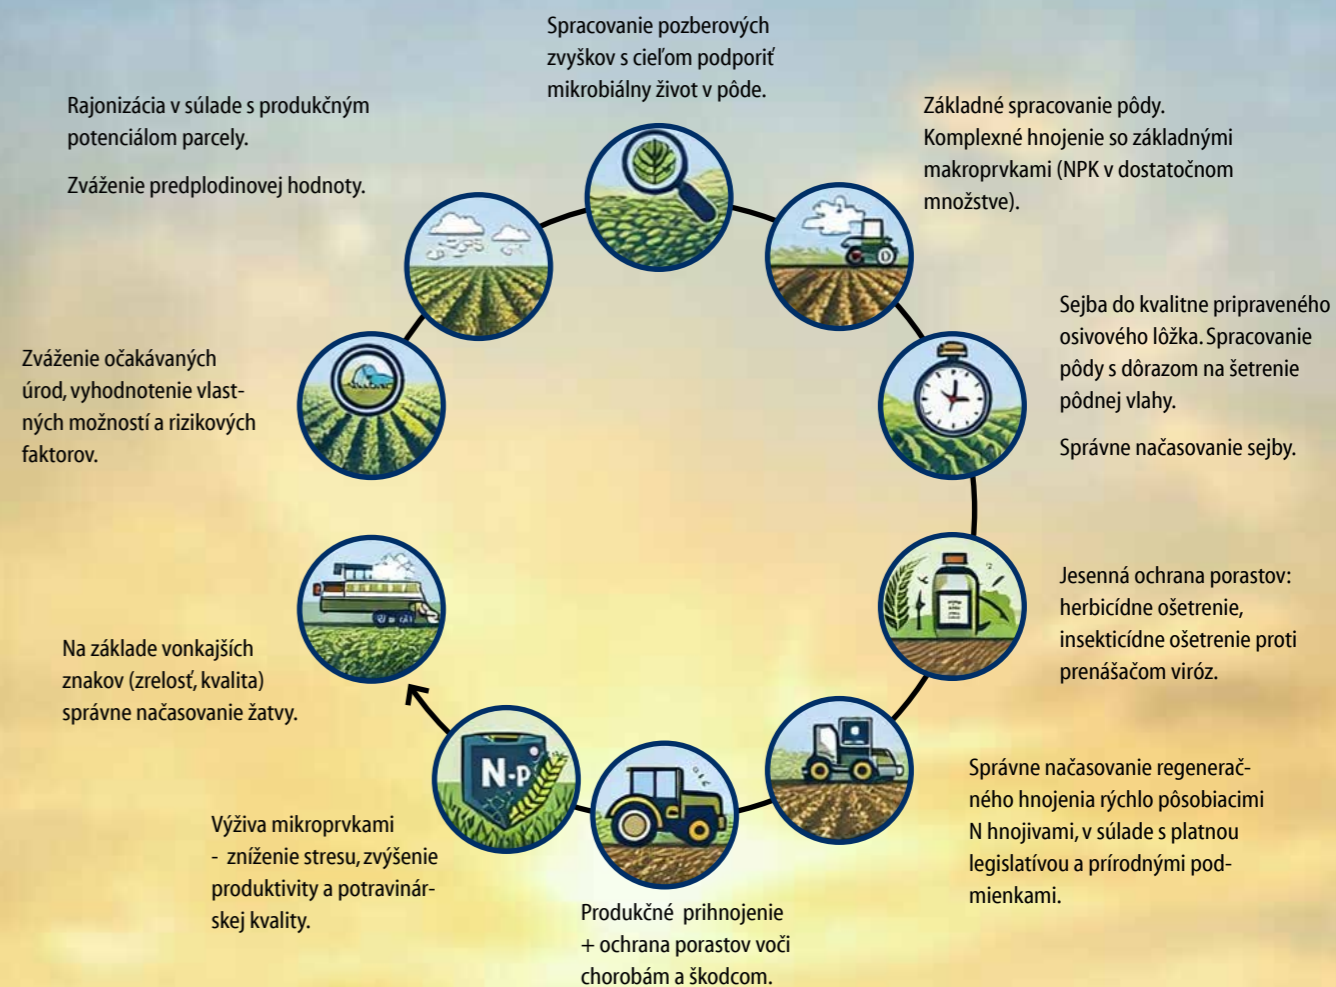 Spracovanie pozberových
zvyškov s cieľom podporiť
mikrobiálny život v pôde.
Rajonizácia v súlade s produkčným
potenciálom parcely.
Zváženie predplodinovej hodnoty.
Základné spracovanie pôdy.
Komplexné hnojenie so základnými
makroprvkami (NPK v dostatočnom
množstve).
Zváženie očakávaných
úrod, vyhodnotenie vlast-
ných možností a rizikových
faktorov.
Sejba do kvalitne pripraveného
osivového lôžka. Spracovanie
pôdy s dôrazom na šetrenie
pôdnej vlahy.
Správne načasovanie sejby.
Jesenná ochrana porastov:
herbicídne ošetrenie,
insekticídne ošetrenie proti
prenášačom viróz.
Na základe vonkajších
znakov (zrelosť, kvalita)
správne načasovanie žatvy.
N-p
Správne načasovanie regenerač-
ného hnojenia rýchlo pôsobiacimi
N hnojivami, v súlade s platnou
legislatívou a prírodnými pod-
mienkami.
Výživa mikroprvkami
- zníženie stresu, zvýšenie
produktivity a potravinár-
skej kvality.
Produkčné prihnojenie
+ ochrana porastov voči
chorobám a škodcom.